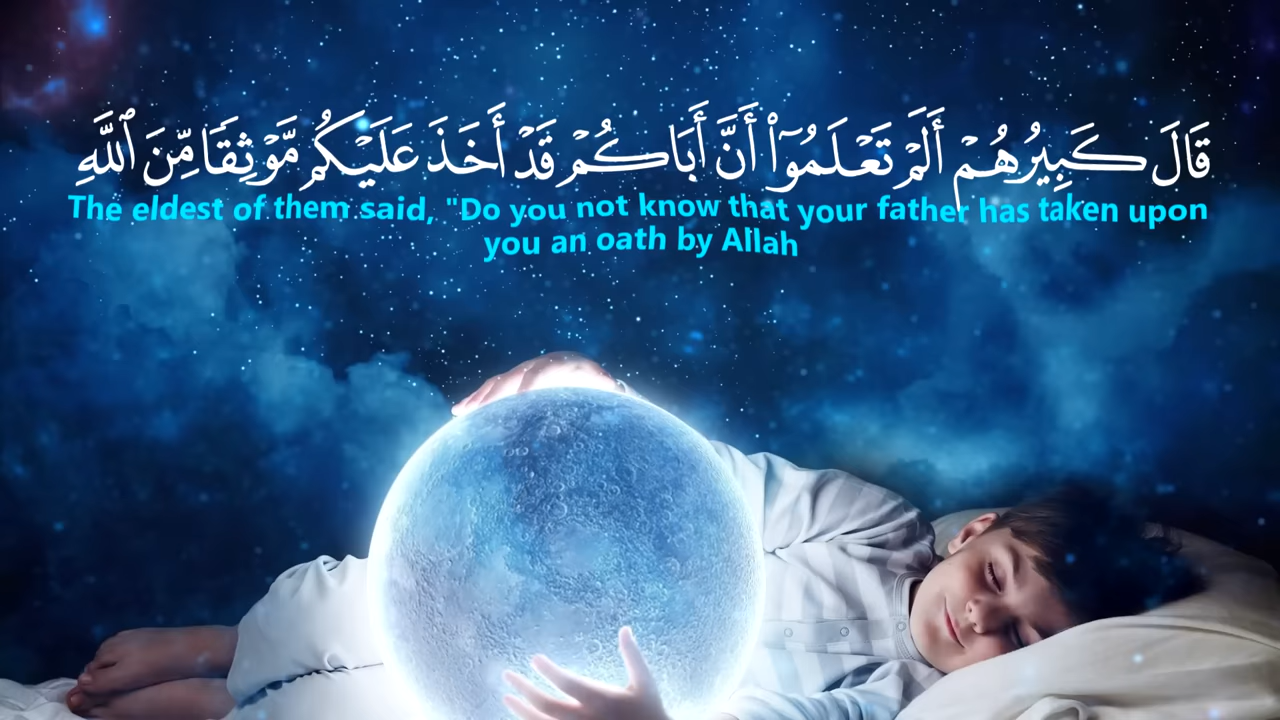 قَالَ كَبِيرُهُمْ أَلَمْ تَعْلَمُوٓا۟ أَنَّ أَبَاكُمْ قَدْ أَخَذَ عَلَيْكُم مَّوْثِقًا مِّنَ ٱللَّهِ
The eldest of them said, "Do you not know that your father has taken upon
you an oath by Allah